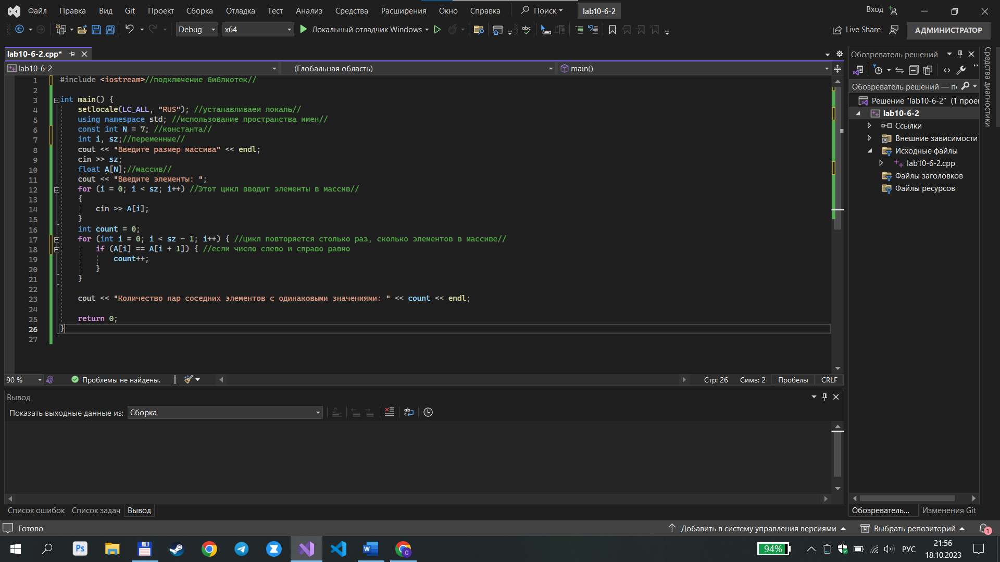 Файл Правка Вид Git Проект Сборка Отладка Тест Анализ Средства Расширения Окно Справка Поиск lab10-6-2 Вход
Debug x64 Локальный отладчик Windows Live Share АДМИНИСТРАТОР
lab10-6-2.cpp*
lab10-6-2 (Глобальная область) main()
1 #include <iostream>//подключение библиотек//
2
3 int main() {
4 setlocale(LC_ALL, "RUS"); //устанавливаем локаль//
5 using namespace std; //использование пространства имен//
6 const int N = 7; //константа//
7 int i, sz;//переменные//
8 cout << "Введите размер массива" << endl;
9 cin >> sz;
10 float A[N];//массив//
11 cout << "Введите элементы: ";
12 for (i = 0; i < sz; i++) //Этот цикл вводит элементы в массив//
13 {
14 cin >> A[i];
15 }
16 int count = 0;
17 for (int i = 0; i < sz - 1; i++) { //цикл повторяется столько раз, сколько элементов в массиве//
18 if (A[i] == A[i + 1]) { //если число слево и справо равно
19 count++;
20 }
21 }
22
23 cout << "Количество пар соседних элементов с одинаковыми значениями: " << count << endl;
24
25 return 0;
26 }
27
90 % Проблемы не найдены. Стр: 26 Симв: 2 Пробелы CRLF
Вывод
Показать выходные данные из: Сборка
Список ошибок Список задач Вывод
Обозреватель решений
Обозреватель решений — п
Решение "lab10-6-2" (1 прое
lab10-6-2
Ссылки
Внешние зависимости
Исходные файлы
lab10-6-2.cpp
Файлы заголовков
Файлы ресурсов
Обозреватель... Изменения Git
Средства диагностики
Готово Добавить в систему управления версиями Выбрать репозиторий 1
Ps 94% РУС 21:56
18.10.2023